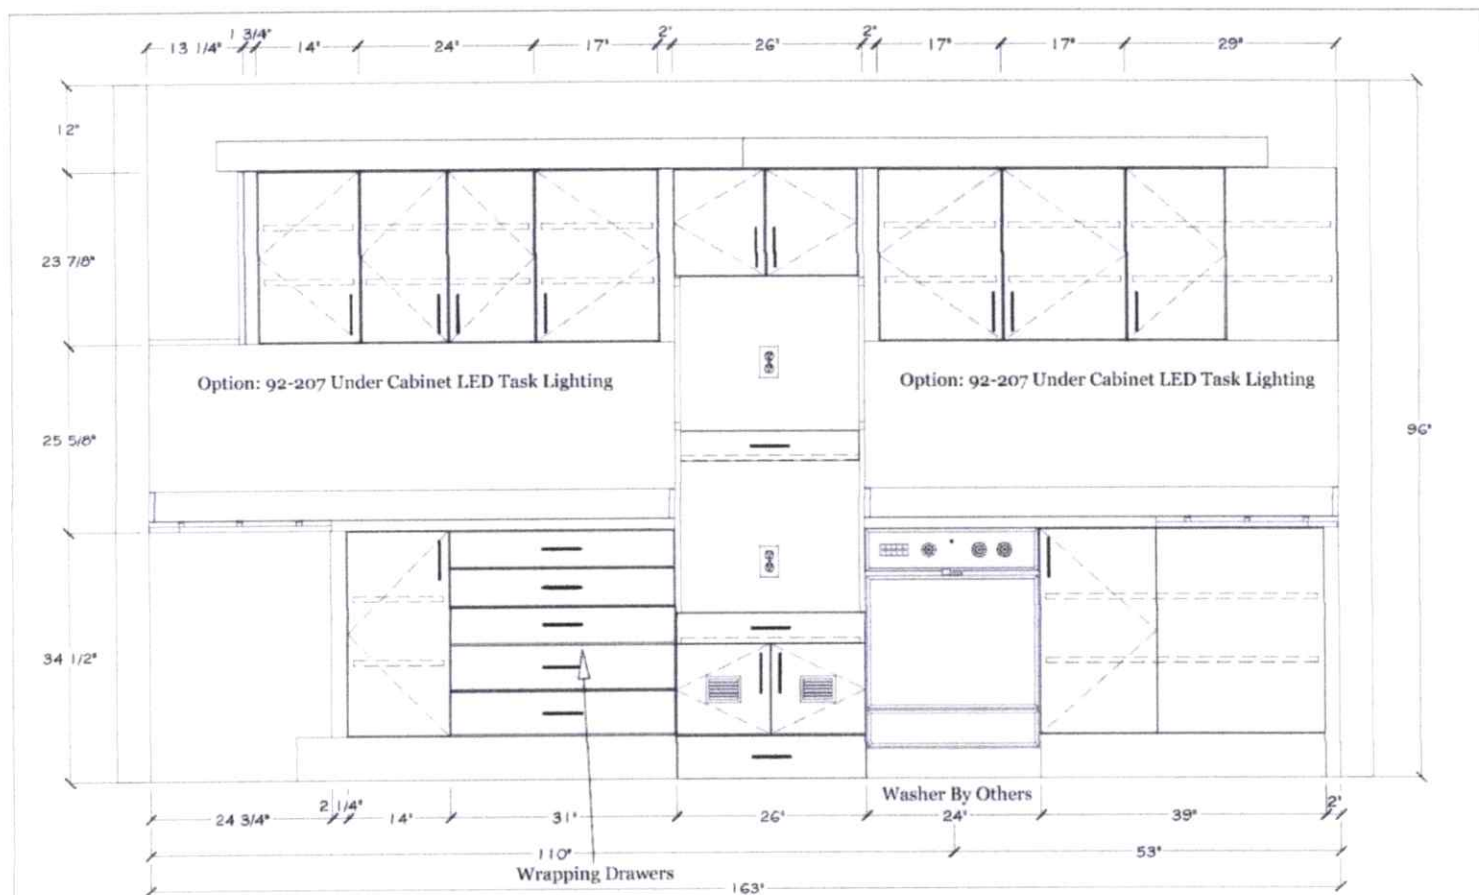 1 3/4"
13 1/4" 14" 24" 17" 2" 26" 2" 17" 17" 29"
12"
23 7/8"
Option: 92-207 Under Cabinet LED Task Lighting
Option: 92-207 Under Cabinet LED Task Lighting
25 5/8"
96"
34 1/2"
Washer By Others
24 3/4" 2 1/4" 14" 31" 26" 24" 39" 2"
110" 53"
Wrapping Drawers
163"